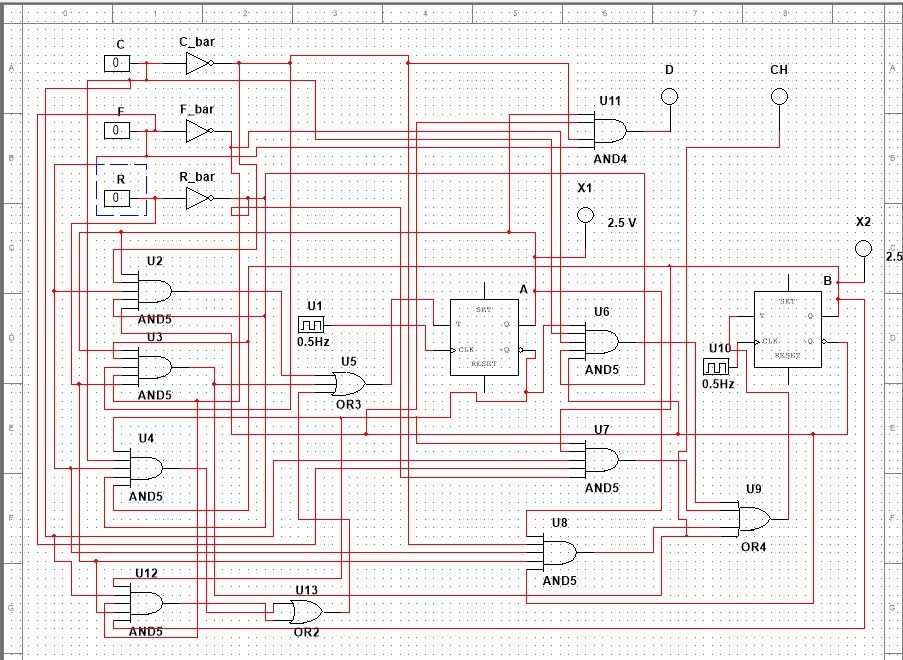 0 1 2 3 4 5 6 7 8
A A
B B
C C
D D
E E
F F
G G
C C_bar
0
D CH
F F_bar
0
U11
AND4
R R_bar
0
X1
2.5 V
X2
2.5
U2
AND5
U1
0.5Hz
A
SET
T Q
CLK ~Q
RESET
U6
AND5
B
SET
T Q
CLK ~Q
RESET
U10
0.5Hz
U3
AND5
U5
OR3
U4
AND5
U7
AND5
U9
OR4
U8
AND5
U12
AND5
U13
OR2